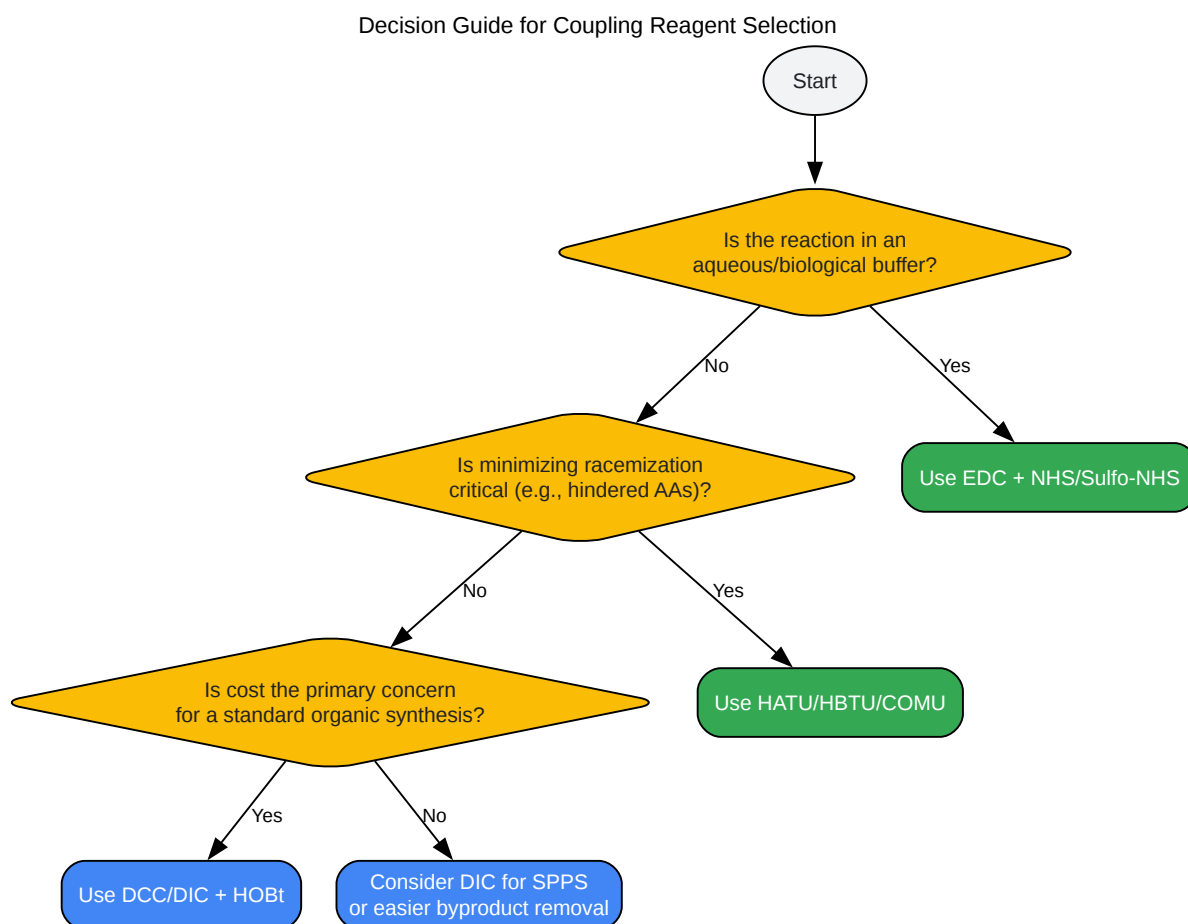 Decision Guide for Coupling Reagent Selection
Start
Is the reaction in an
aqueous/biological buffer?
No
Yes
Is minimizing racemization
critical (e.g., hindered AAs)?
Use EDC + NHS/Sulfo-NHS
No
Yes
Is cost the primary concern
for a standard organic synthesis?
Use HATU/HBTU/COMU
Yes
No
Use DCC/DIC + HOBt
Consider DIC for SPPS
or easier byproduct removal